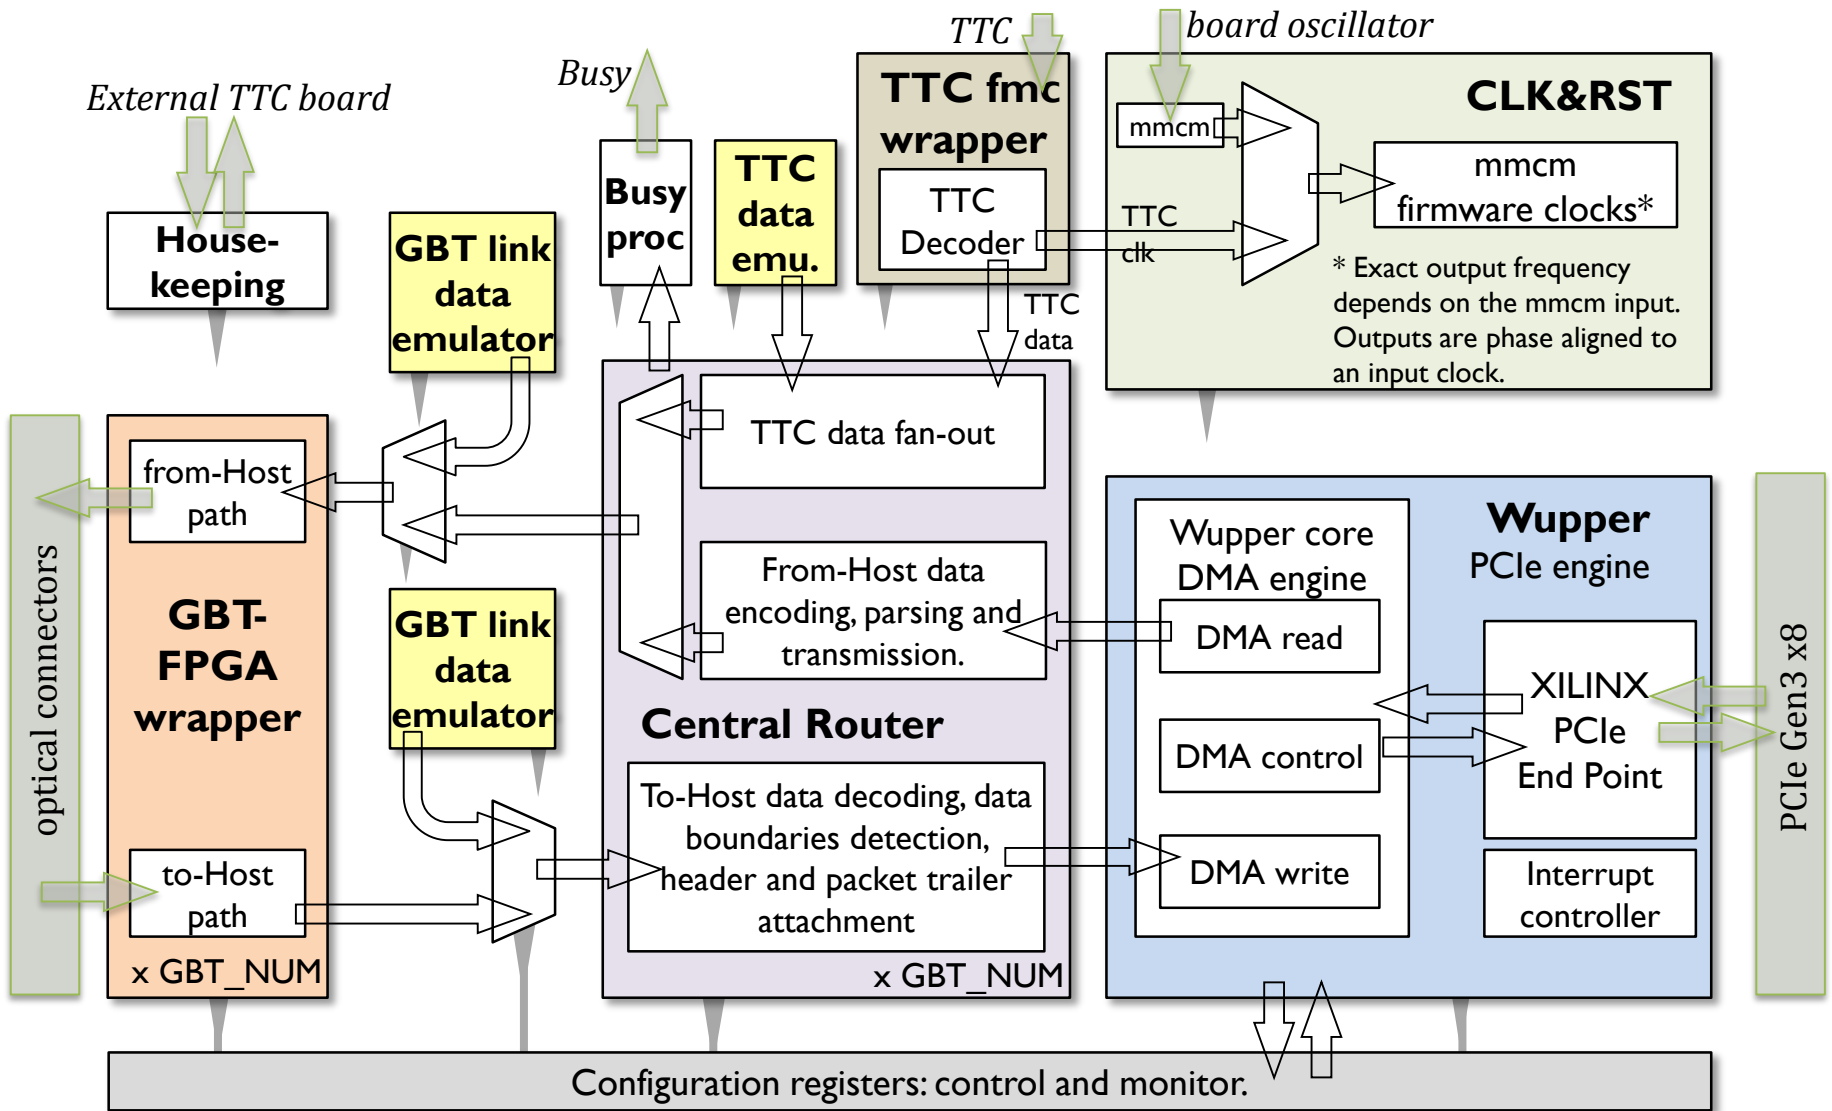 TTC
board oscillator
Busy
External TTC board
TTC fmc
wrapper
TTC
Decoder
CLK&RST
mmcm
mmcm
firmware clocks*
TTC
clk
* Exact output frequency
depends on the mmcm input.
Outputs are phase aligned to
an input clock.
TTC
data
House-
keeping
GBT link
data
emulator
Busy
proc
TTC
data
emu.
optical connectors
from-Host
path
GBT-
FPGA
wrapper
to-Host
path
x GBT_NUM
GBT link
data
emulator
TTC data fan-out
From-Host data
encoding, parsing and
transmission.
Central Router
To-Host data decoding, data
boundaries detection,
header and packet trailer
attachment
x GBT_NUM
Wupper core
DMA engine
DMA read
DMA control
DMA write
Wupper
PCIe engine
XILINX
PCIe
End Point
Interrupt
controller
PCIe Gen3 x8
Configuration registers: control and monitor.